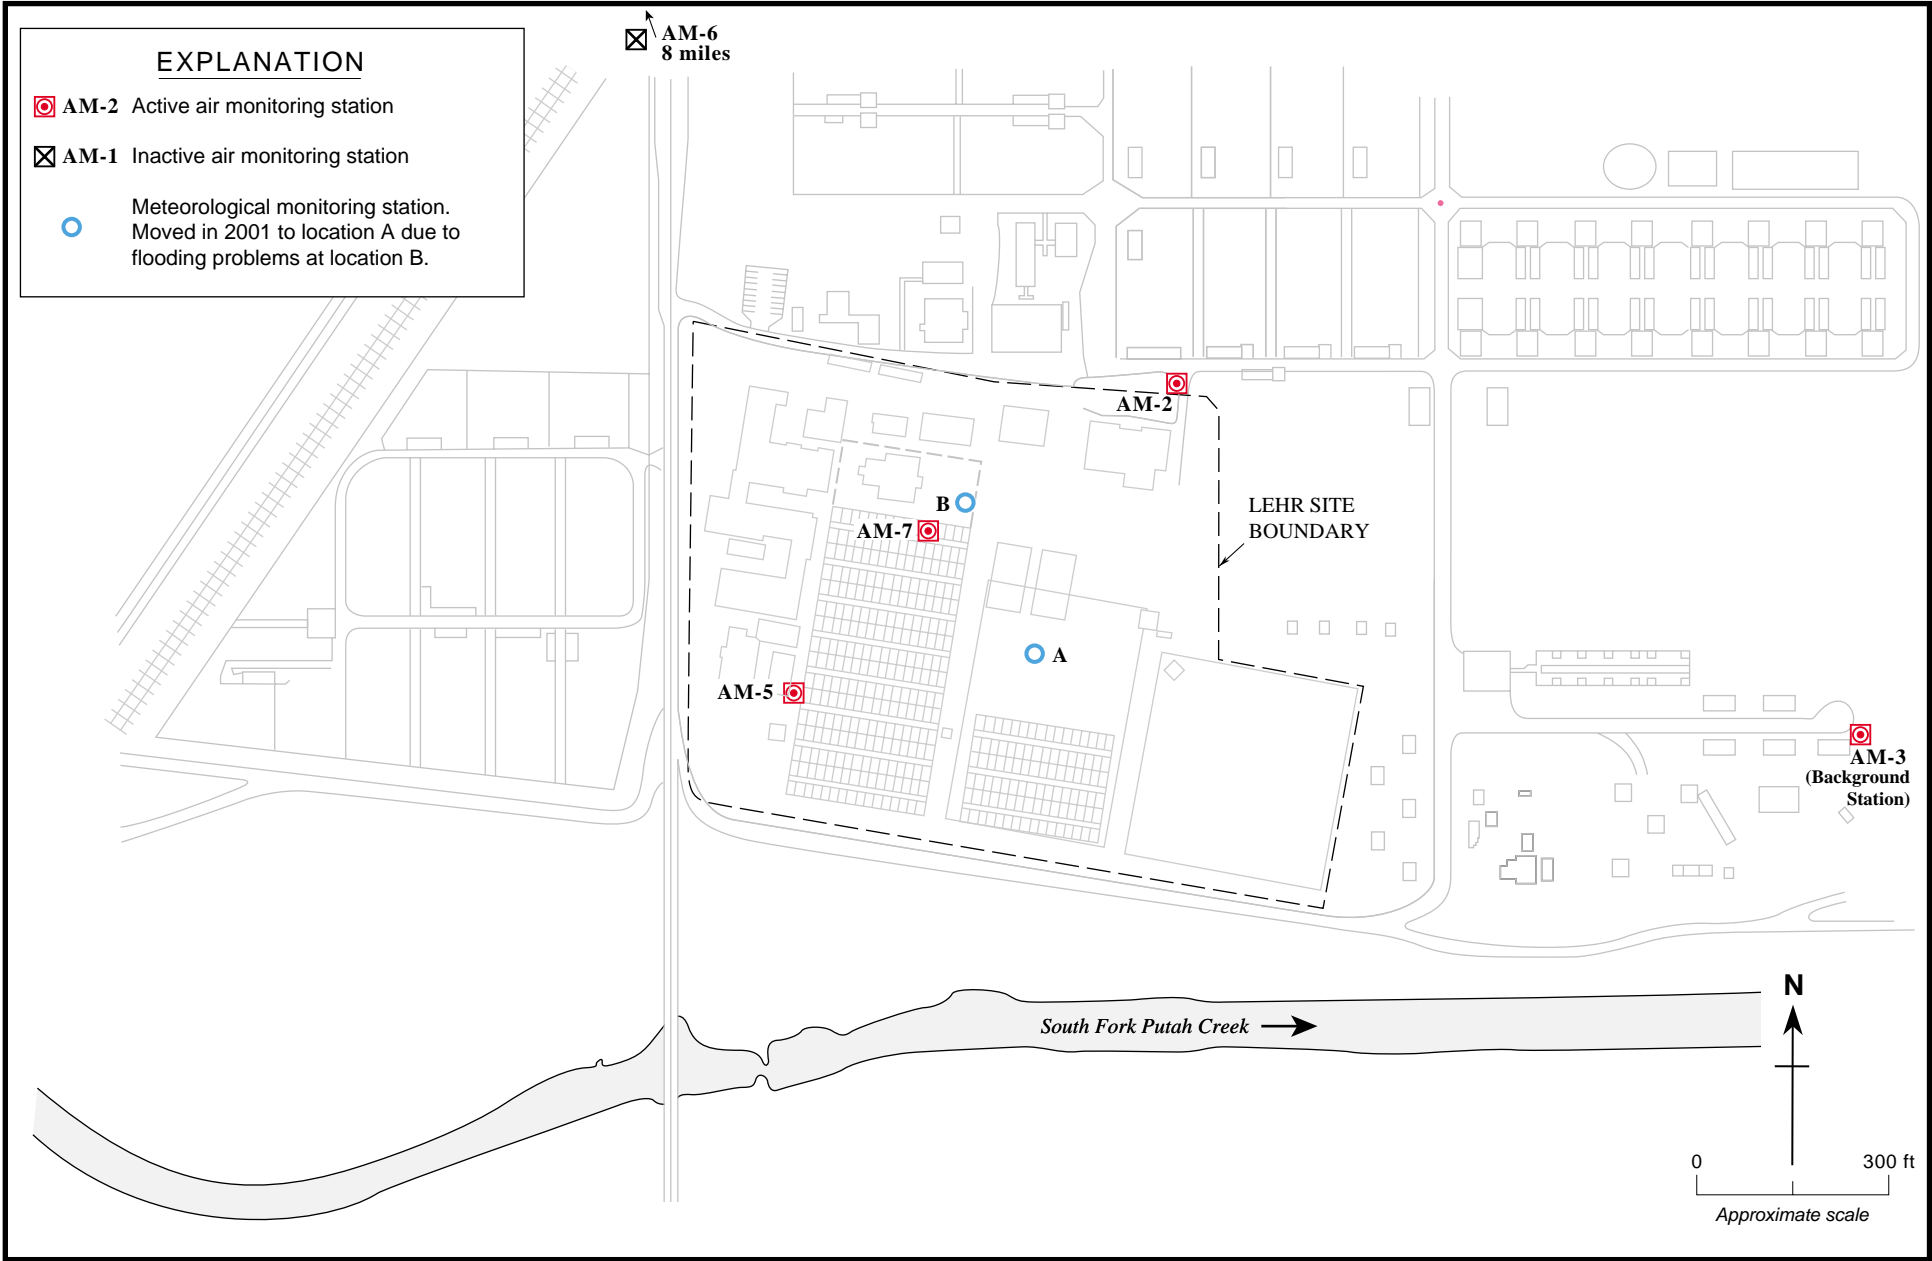 EXPLANATION
AM-2 Active air monitoring station
AM-1 Inactive air monitoring station
Meteorological monitoring station.
Moved in 2001 to location A due to
flooding problems at location B.
AM-6
8 miles
AM-2
B
AM-7
LEHR SITE
BOUNDARY
A
AM-5
AM-3
(Background
Station)
South Fork Putah Creek
N
0 300 ft
Approximate scale